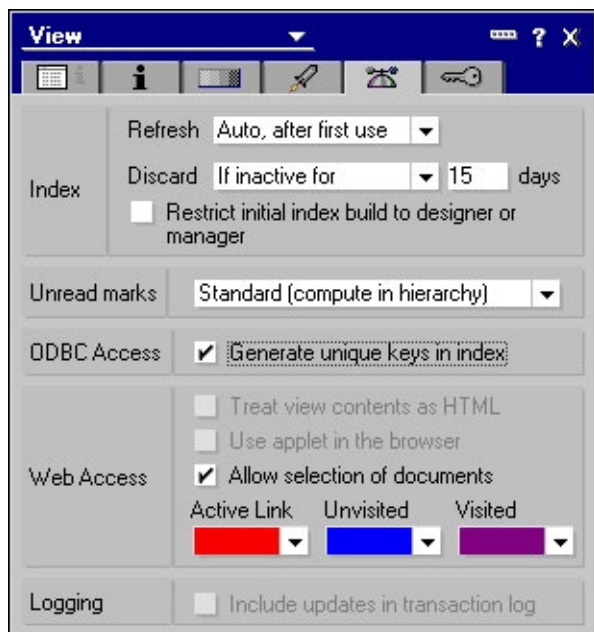 View
?
X
i
i
Index
Refresh Auto, after first use
Discard If inactive for 15 days
Restrict initial index build to designer or
manager
Unread marks Standard (compute in hierarchy)
ODBC Access Generate unique keys in index
Web Access
Treat view contents as HTML
Use applet in the browser
Allow selection of documents
Active Link Unvisited Visited
Logging Include updates in transaction log